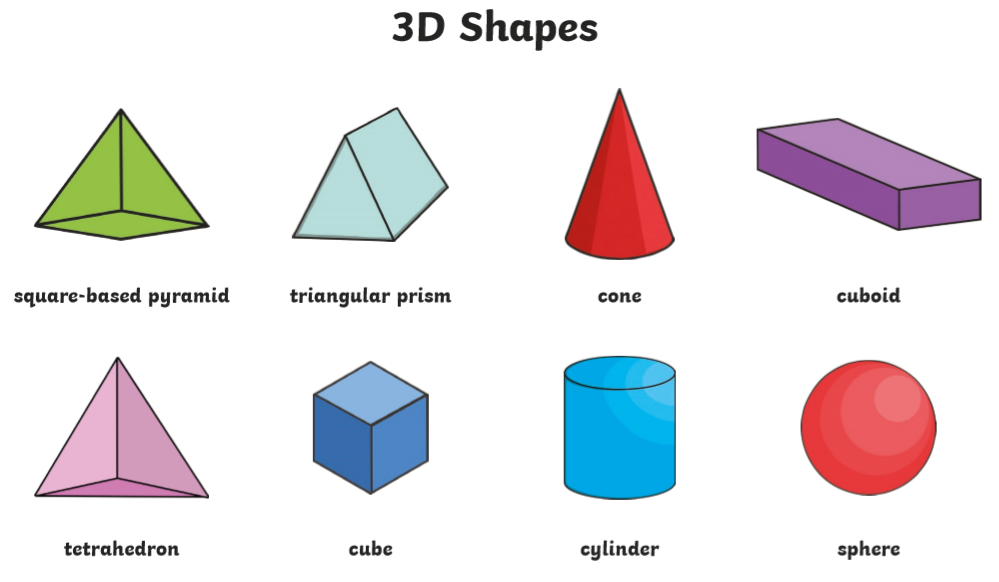 3D Shapes
square-based pyramid
triangular prism
cone
cuboid
tetrahedron
cube
cylinder
sphere